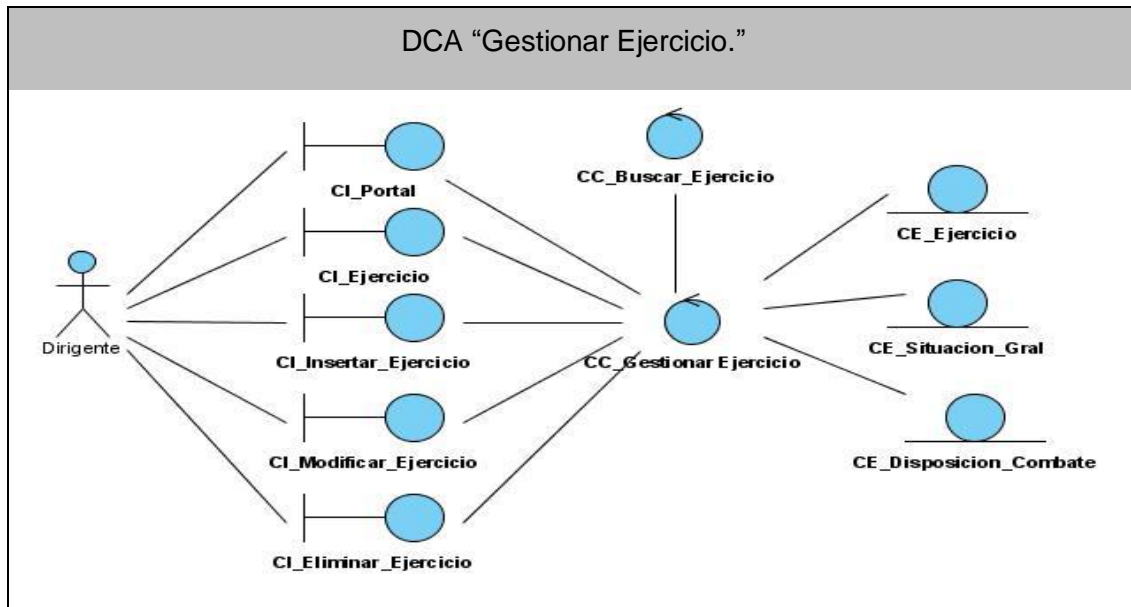 DCA “Gestionar Ejercicio.”
CI_Portal
CC_Buscar_Ejercicio
CE_Ejercicio
CI_Ejercicio
Dirigente
CI_Insertar_Ejercicio
CC_Gestionar Ejercicio
CE_Situacion_Gral
CI_Modificar_Ejercicio
CE_Disposicion_Combate
CI_Eliminar_Ejercicio